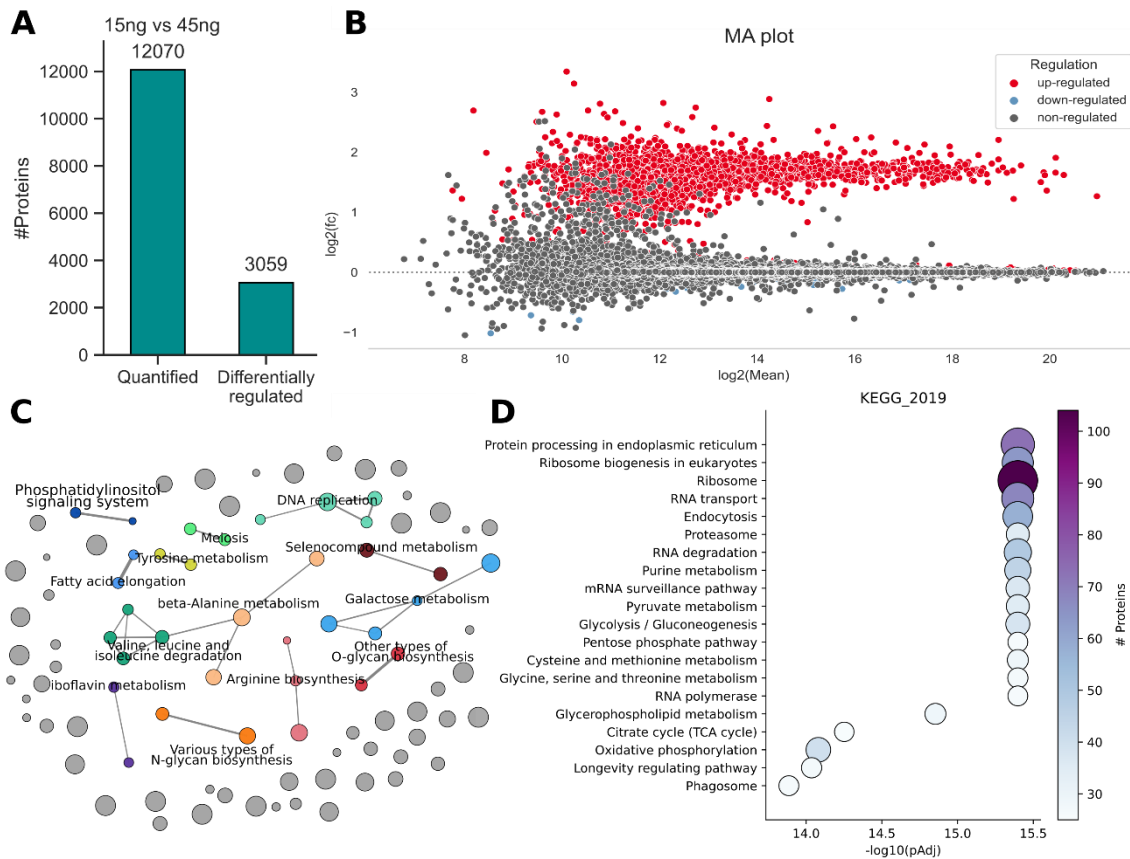 A
15ng vs 45ng
12070
3059
12000
10000
8000
6000
4000
2000
0
#Proteins
Quantified
Differentially
regulated
B
MA plot
Regulation
up-regulated
down-regulated
non-regulated
3
2
1
0
−1
log2(fc)
8
10
12
14
16
18
20
log2(Mean)
C
Phosphatidylinositol
signaling system
DNA replication
Meiosis
Tyrosine metabolism
Selenocompound metabolism
Fatty acid elongation
beta-Alanine metabolism
Galactose metabolism
Valine, leucine and
isoleucine degradation
Other types of
O-glycan biosynthesis
Arginine biosynthesis
iboflavin metabolism
Various types of
N-glycan biosynthesis
D
KEGG_2019
Protein processing in endoplasmic reticulum
Ribosome biogenesis in eukaryotes
Ribosome
RNA transport
Endocytosis
Proteasome
RNA degradation
Purine metabolism
mRNA surveillance pathway
Pyruvate metabolism
Glycolysis / Gluconeogenesis
Pentose phosphate pathway
Cysteine and methionine metabolism
Glycine, serine and threonine metabolism
RNA polymerase
Glycerophospholipid metabolism
Citrate cycle (TCA cycle)
Oxidative phosphorylation
Longevity regulating pathway
Phagosome
14.0
14.5
15.0
15.5
-log10(pAdj)
100
90
80
70
60
50
40
30
# Proteins